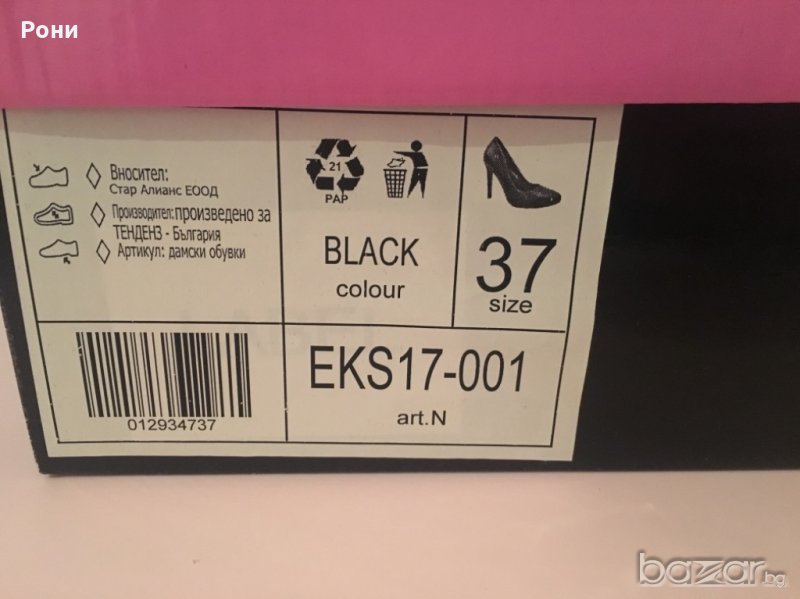 Рони
Вносител:
Стар Алианс ЕООД
Производител:произведено за
ТЕНДЕНЗ - България
Артикул: дамски обувки
21
PAP
BLACK
colour
37
size
012934737
EKS17-001
art.N
bazar.bg